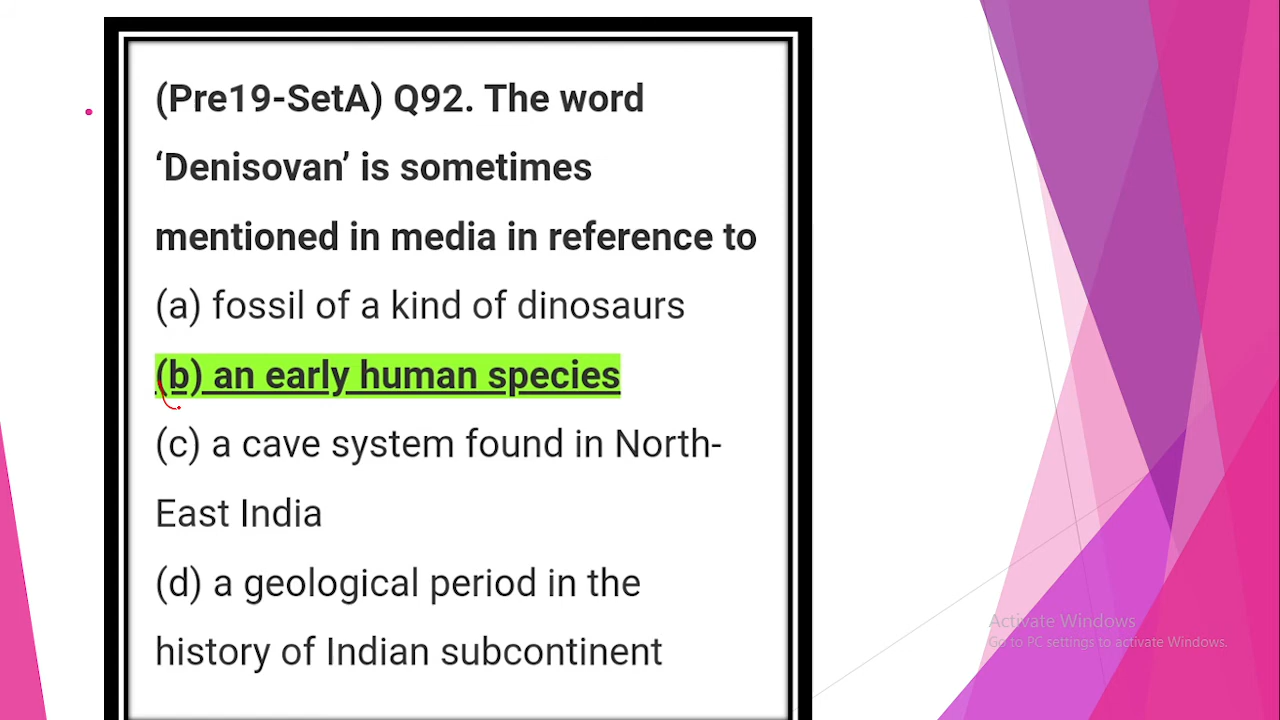 (Pre19-SetA) Q92. The word
‘Denisovan’ is sometimes
mentioned in media in reference to
(a) fossil of a kind of dinosaurs
(b) an early human species
(c) a cave system found in North-
East India
(d) a geological period in the
history of Indian subcontinent
Activate Windows
Go to PC settings to activate Windows.